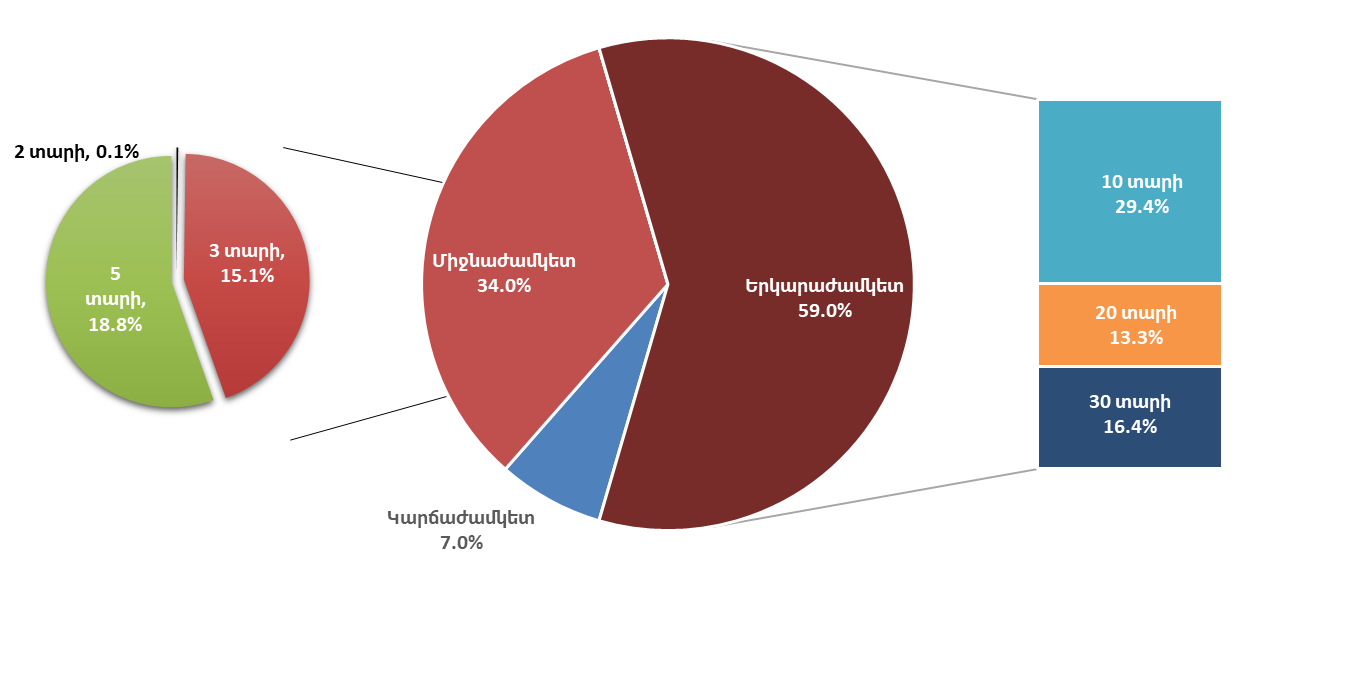 2 տարի, 0.1%
3 տարի,
15.1%
5
տարի,
18.8%
Միջնաժամկետ
34.0%
Երկարաժամկետ
59.0%
Կարճաժամկետ
7.0%
10 տարի
29.4%
20 տարի
13.3%
30 տարի
16.4%